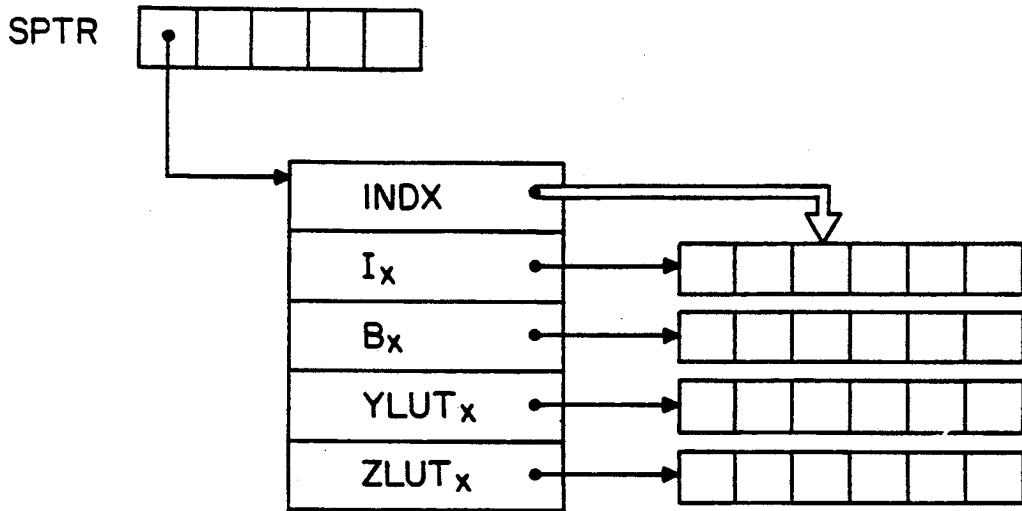 SPTR
INDX
Ix
Bx
YLUTx
ZLUTx